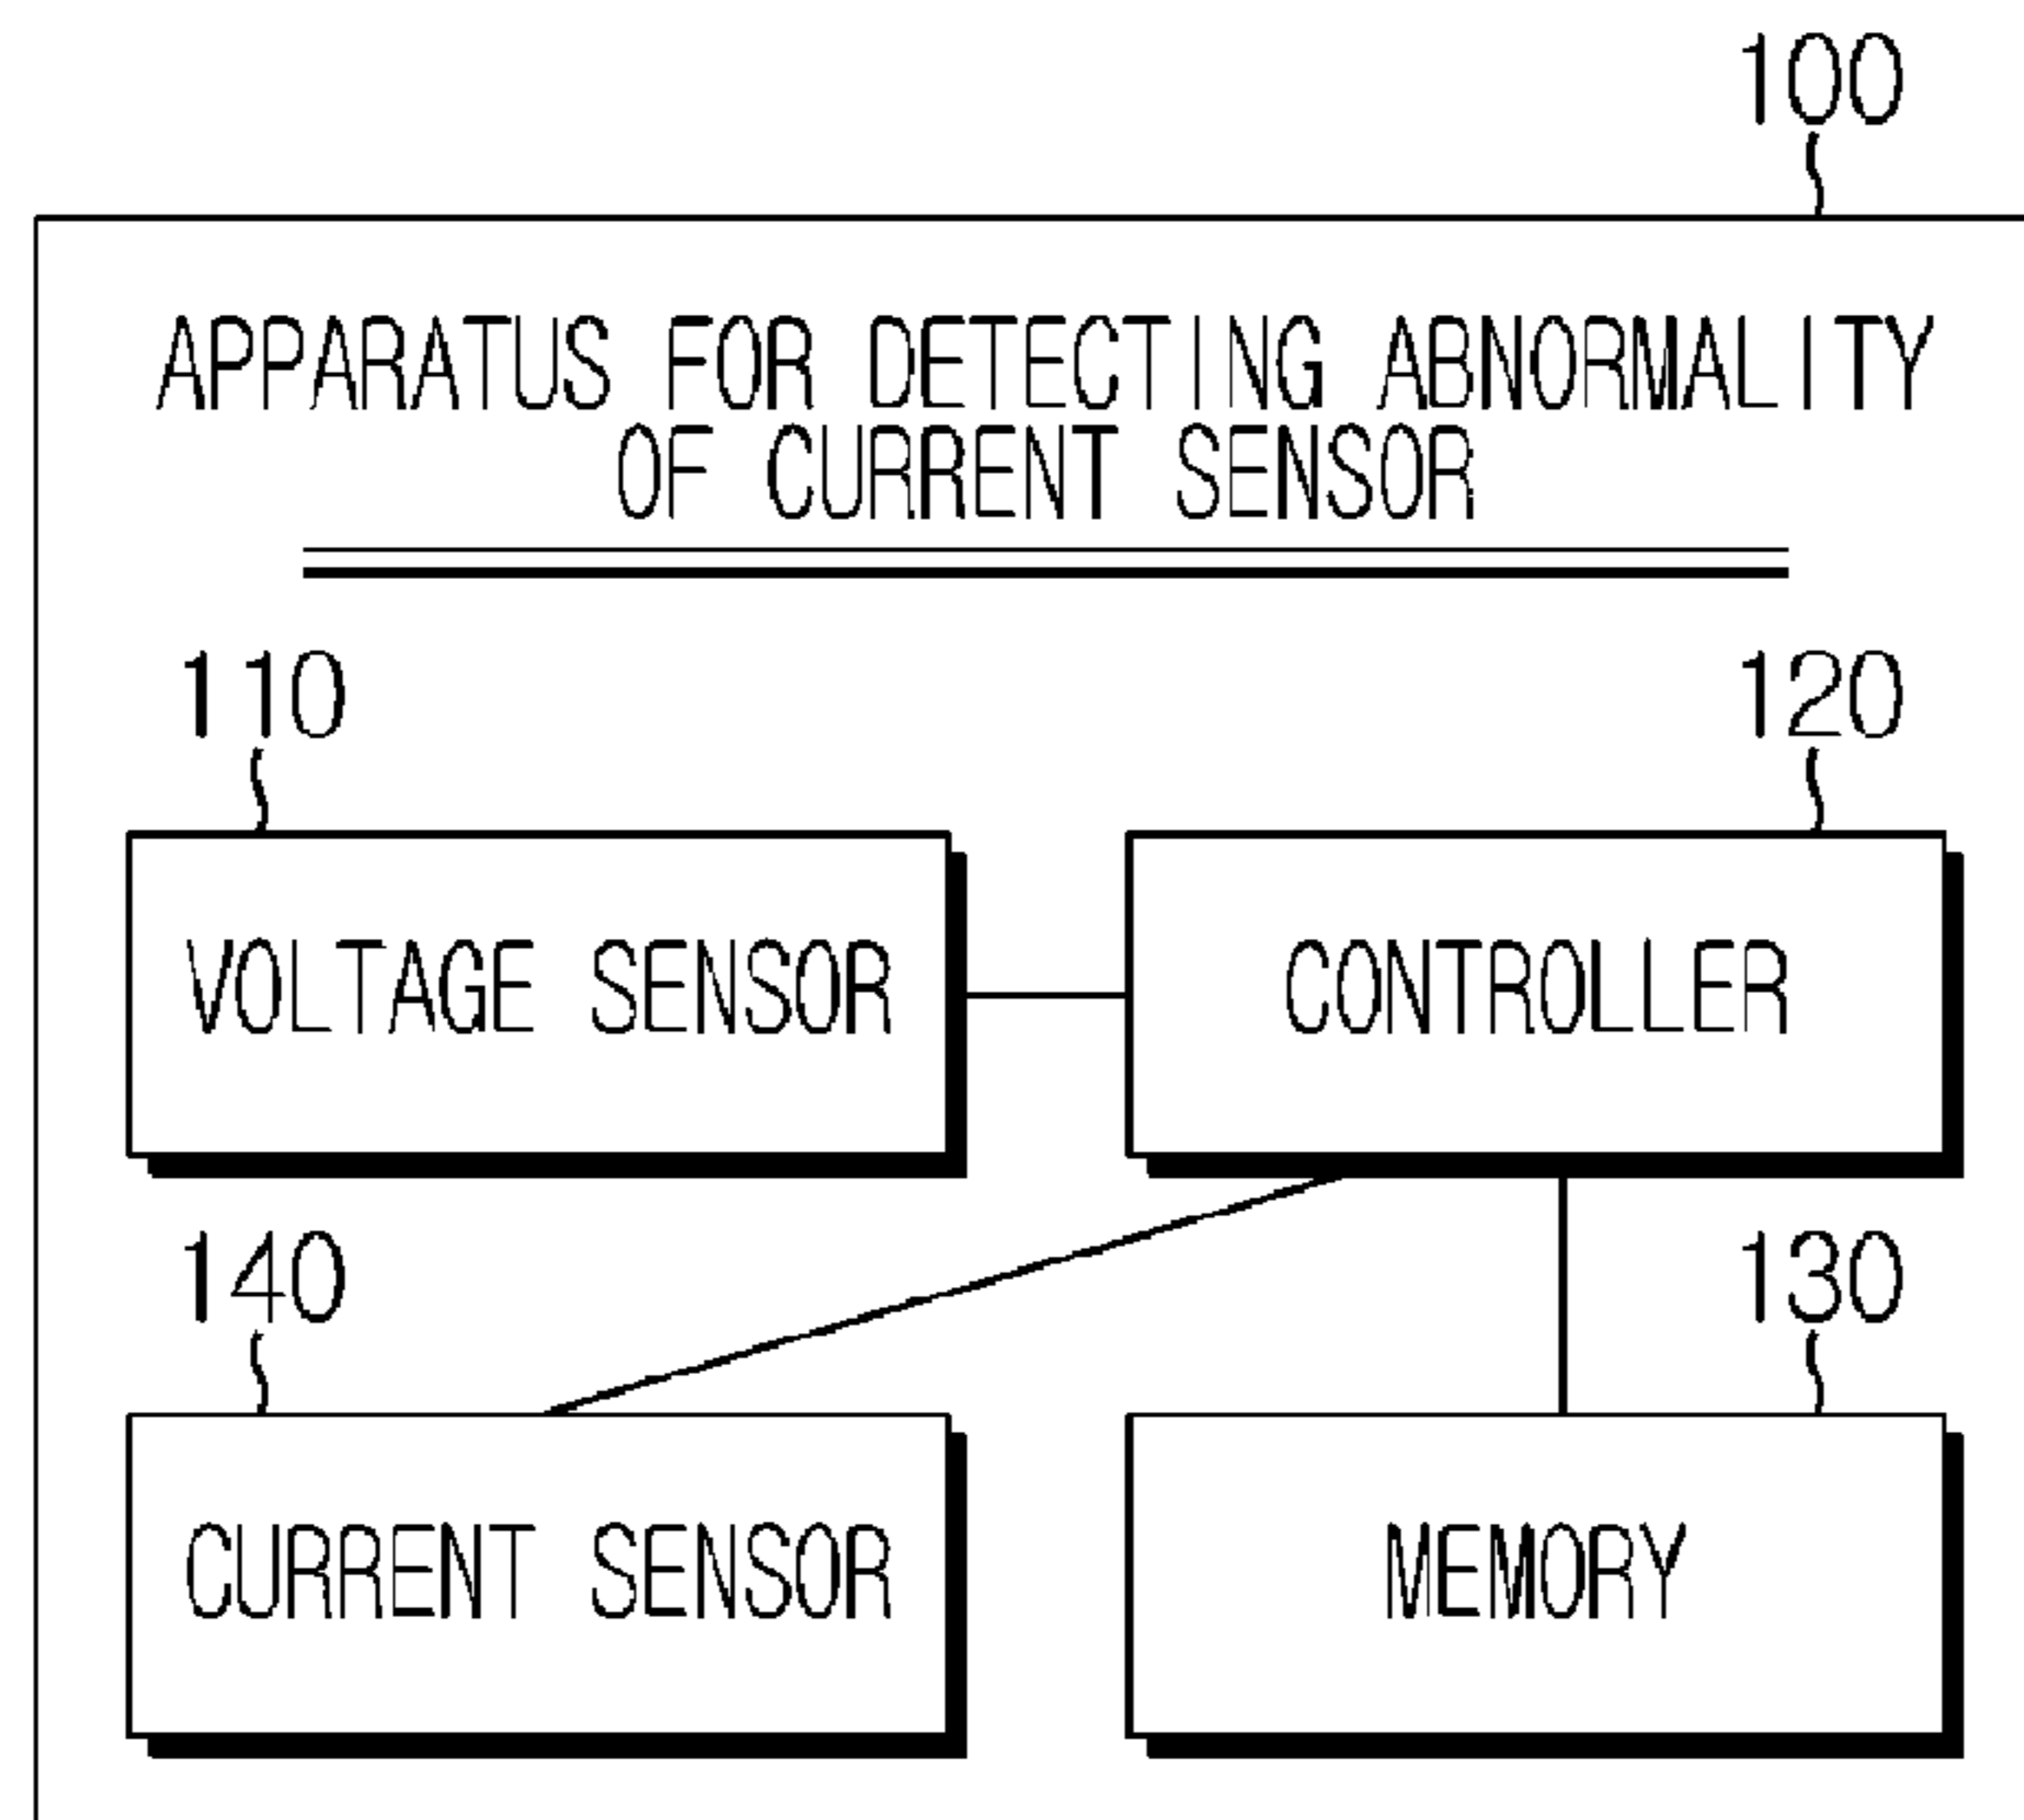 100
APPARATUS FOR DETECTING ABNORMALITY
OF CURRENT SENSOR
110
120
VOLTAGE SENSOR
CONTROLLER
140
130
CURRENT SENSOR
MEMORY